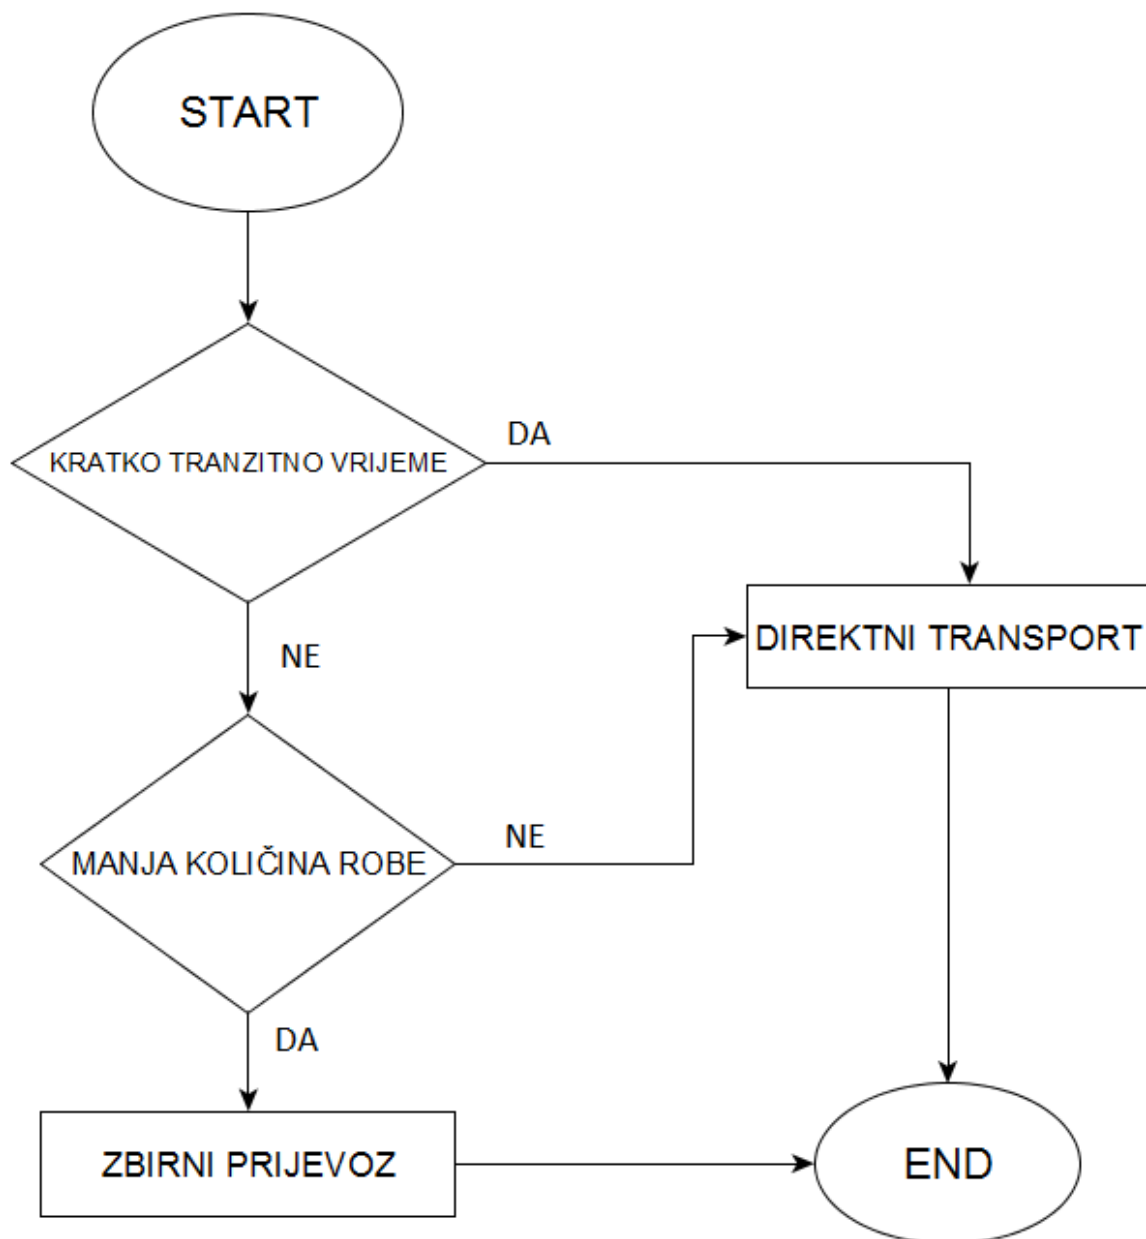 START
KRATKO TRANZITNO VRIJEME
DA
DIREKTNI TRANSPORT
NE
MANJA KOLIČINA ROBE
NE
DA
ZBIRNI PRIJEVOZ
END